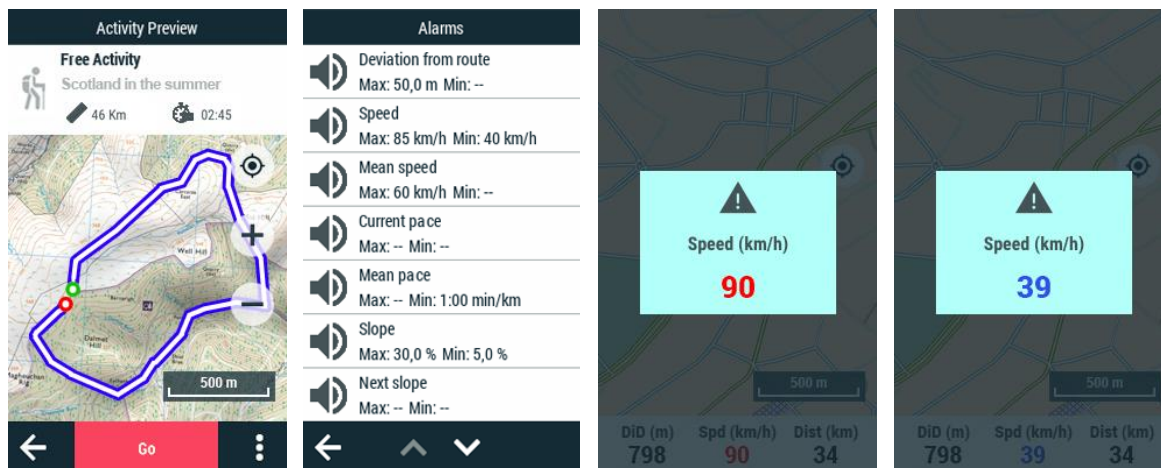 Activity Preview
Free Activity
Scotland in the summer
46 Km 02:45
Well Hill
Dalmet
Hill
500 m
Go
Alarms
Deviation from route
Max: 50,0 m Min: --
Speed
Max: 85 km/h Min: 40 km/h
Mean speed
Max: 60 km/h Min: --
Current pace
Max: -- Min: --
Mean pace
Max: -- Min: 1:00 min/km
Slope
Max: 30,0 % Min: 5,0 %
Next slope
Max: -- Min: --
Speed (km/h)
90
500 m
DiD (m) Spd (km/h) Dist (km)
798 90 34
Speed (km/h)
39
500 m
DiD (m) Spd (km/h) Dist (km)
798 39 34